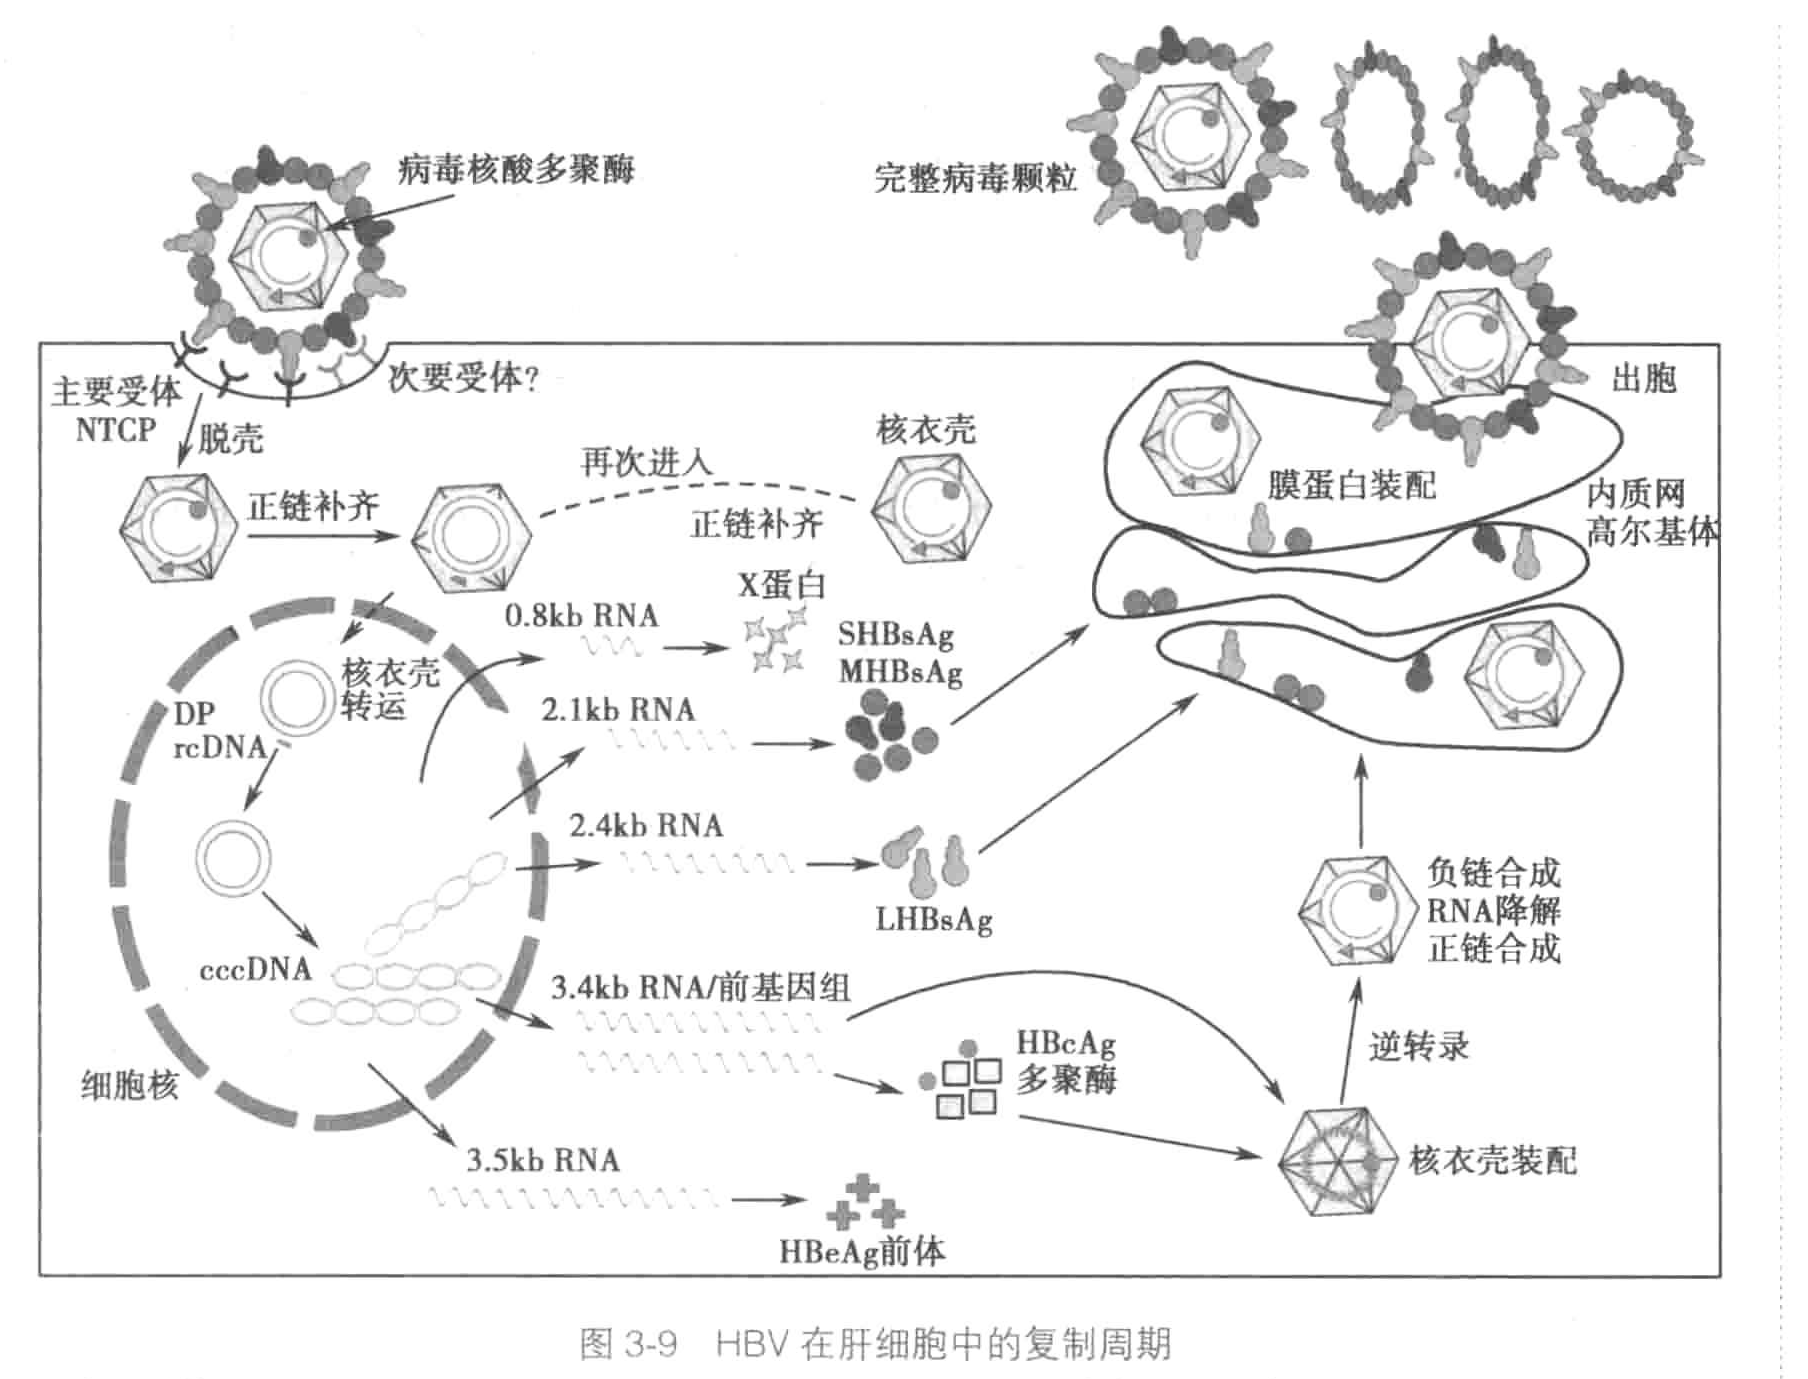 病毒核酸多聚酶
完整病毒颗粒
主要受体
NTCP
次要受体?
出胞
脱壳
核衣壳
再次进入
正链补齐
正链补齐
膜蛋白装配
内质网
高尔基体
X蛋白
0.8kb RNA
SHBsAg
MHBsAg
核衣壳
转运
DP
rcDNA
2.1kb RNA
2.4kb RNA
LHBsAg
负链合成
RNA降解
正链合成
cccDNA
3.4kb RNA/前基因组
HBcAg
多聚酶
逆转录
细胞核
3.5kb RNA
核衣壳装配
HBeAg前体
图 3-9 HBV 在肝细胞中的复制周期